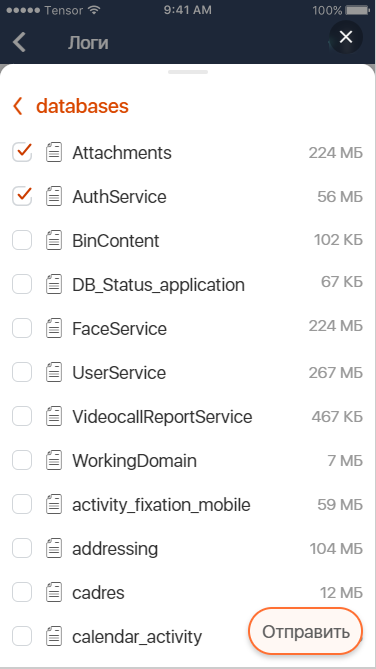 Tensor 9:41 AM 100%
Логи
databases
Attachments 224 МБ
AuthService 56 МБ
BinContent 102 КБ
DB_Status_application 67 КБ
FaceService 224 МБ
UserService 267 МБ
VideocallReportService 467 КБ
WorkingDomain 7 МБ
activity_fixation_mobile 59 МБ
addressing 104 МБ
cadres 12 МБ
calendar_activity
Отправить